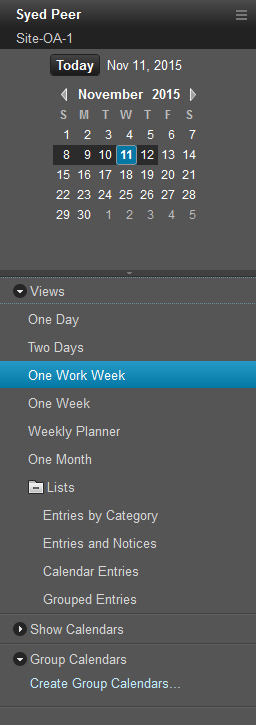 Syed Peer
Site-OA-1
Today Nov 11, 2015
November 2015
S M T W T F S
1 2 3 4 5 6 7
8 9 10 11 12 13 14
15 16 17 18 19 20 21
22 23 24 25 26 27 28
29 30 1 2 3 4 5
Views
One Day
Two Days
One Work Week
One Week
Weekly Planner
One Month
Lists
Entries by Category
Entries and Notices
Calendar Entries
Grouped Entries
Show Calendars
Group Calendars
Create Group Calendars...